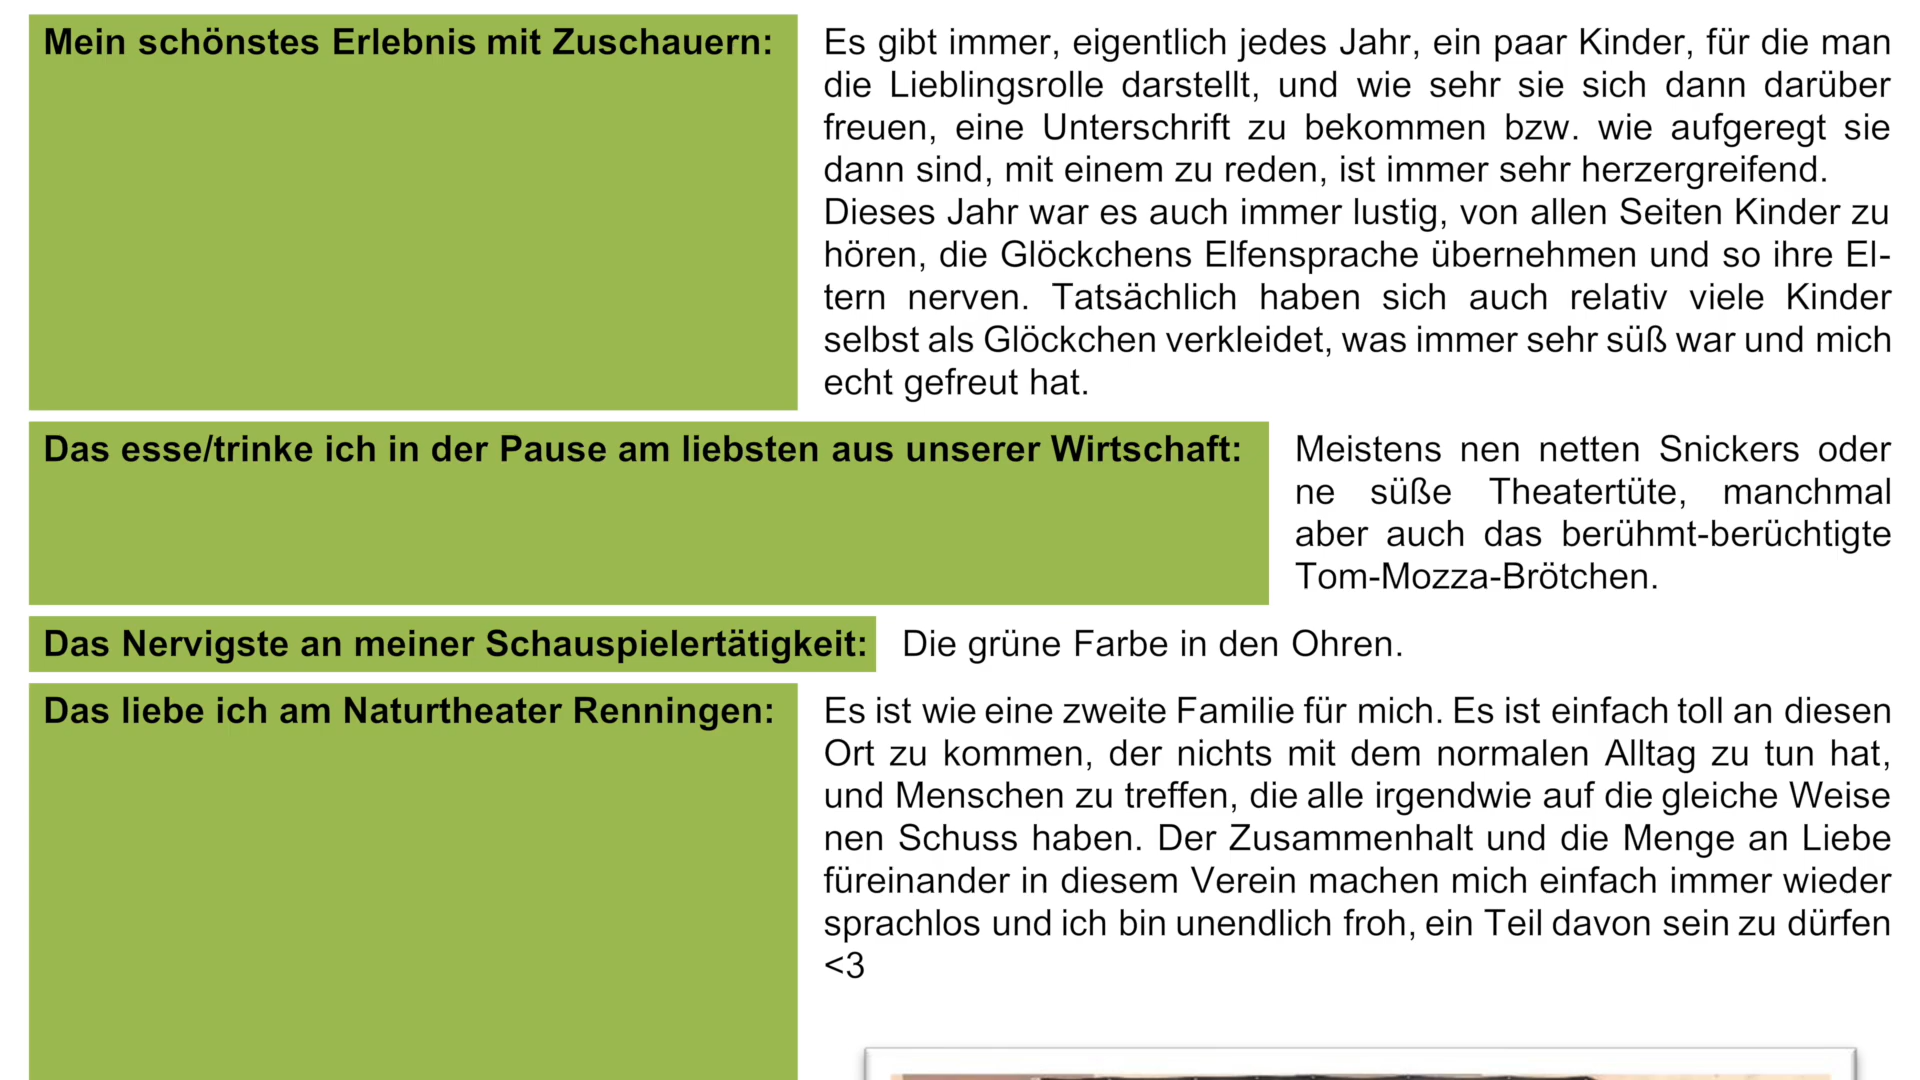 Mein schönstes Erlebnis mit Zuschauern:
Es gibt immer, eigentlich jedes Jahr, ein paar Kinder, für die man
die Lieblingsrolle darstellt, und wie sehr sie sich dann darüber
freuen, eine Unterschrift zu bekommen bzw. wie aufgeregt sie
dann sind, mit einem zu reden, ist immer sehr herzergreifend.
Dieses Jahr war es auch immer lustig, von allen Seiten Kinder zu
hören, die Glöckchens Elfensprache übernehmen und so ihre El-
tern nerven. Tatsächlich haben sich auch relativ viele Kinder
selbst als Glöckchen verkleidet, was immer sehr süß war und mich
echt gefreut hat.
Das esse/trinke ich in der Pause am liebsten aus unserer Wirtschaft:
Meistens nen netten Snickers oder
ne süße Theatertüte, manchmal
aber auch das berühmt-berüchtigte
Tom-Mozza-Brötchen.
Das Nervigste an meiner Schauspielertätigkeit:
Die grüne Farbe in den Ohren.
Das liebe ich am Naturtheater Renningen:
Es ist wie eine zweite Familie für mich. Es ist einfach toll an diesen
Ort zu kommen, der nichts mit dem normalen Alltag zu tun hat,
und Menschen zu treffen, die alle irgendwie auf die gleiche Weise
nen Schuss haben. Der Zusammenhalt und die Menge an Liebe
füreinander in diesem Verein machen mich einfach immer wieder
sprachlos und ich bin unendlich froh, ein Teil davon sein zu dürfen
<3